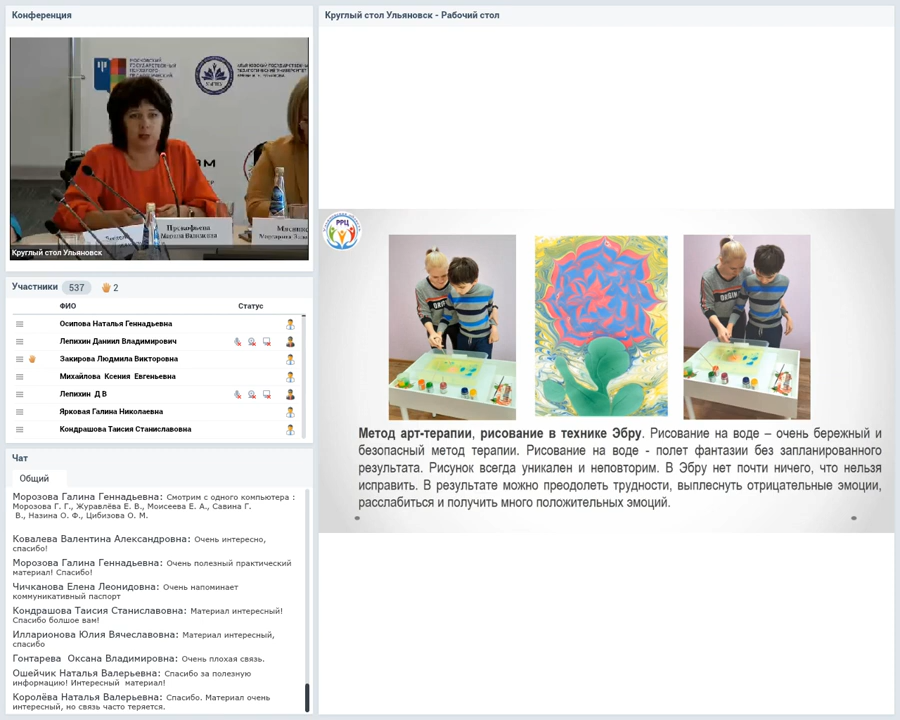 Конференция
МОСКОВСКИЙ
ГОСУДАРСТВЕННЫЙ
Круглый стол Ульяновск
Участники 537 2
ФИО Статус
Осипова Наталья Геннадьевна
Лепихин Даниил Владимирович
Закирова Людмила Викторовна
Михайлова Ксения Евгеньевна
Лепихин Д В
Ярковая Галина Николаевна
Кондрашова Таисия Станиславовна
Чат
Общий
Морозова Галина Геннадьевна: Смотрим с одного компьютера :
Морозова Г. Г., Журавлёва Е. В., Моисеева Е. А., Савина Г.
В., Назина О. Ф., Цибизова О. М.
Ковалева Валентина Александровна: Очень интересно,
спасибо!
Морозова Галина Геннадьевна: Очень полезный практический
материал! Спасибо!
Чичканова Елена Леонидовна: Очень напоминает
коммуникативный паспорт
Кондрашова Таисия Станиславовна: Материал интересный!
Спасибо болшое вам!
Илларионова Юлия Вячеславовна: Материал интересный,
спасибо
Гонтарева Оксана Владимировна: Очень плохая связь.
Ошейчик Наталья Валерьевна: Спасибо за полезную
информацию! Интересный материал!
Королёва Наталья Валерьевна: Спасибо. Материал очень
интересный, но связь часто теряется.
Круглый стол Ульяновск - Рабочий стол
РРЦ
ORIGIN
Метод арт-терапии, рисование в технике Эбру. Рисование на воде – очень бережный и
безопасный метод терапии. Рисование на воде - полет фантазии без запланированного
результата. Рисунок всегда уникален и неповторим. В Эбру нет почти ничего, что нельзя
исправить. В результате можно преодолеть трудности, выплеснуть отрицательные эмоции,
расслабиться и получить много положительных эмоций.